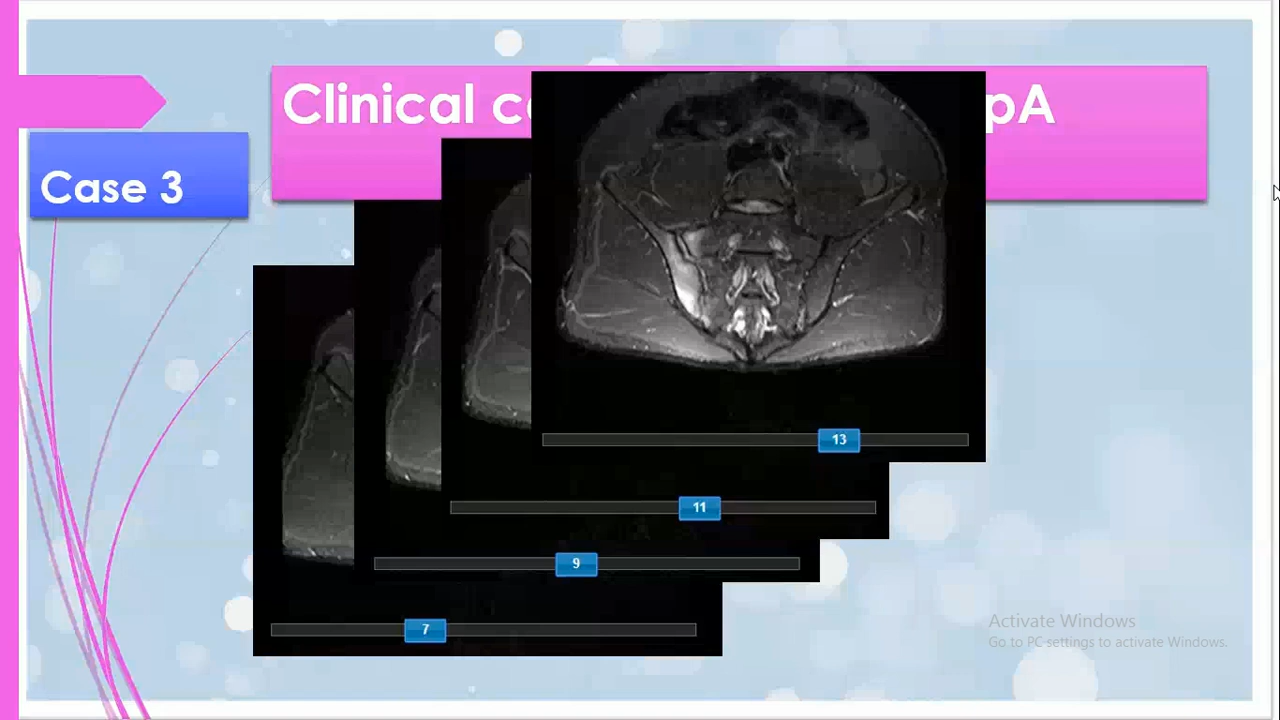 Clinical c
pA
Case 3
13
11
9
7
Activate Windows
Go to PC settings to activate Windows.